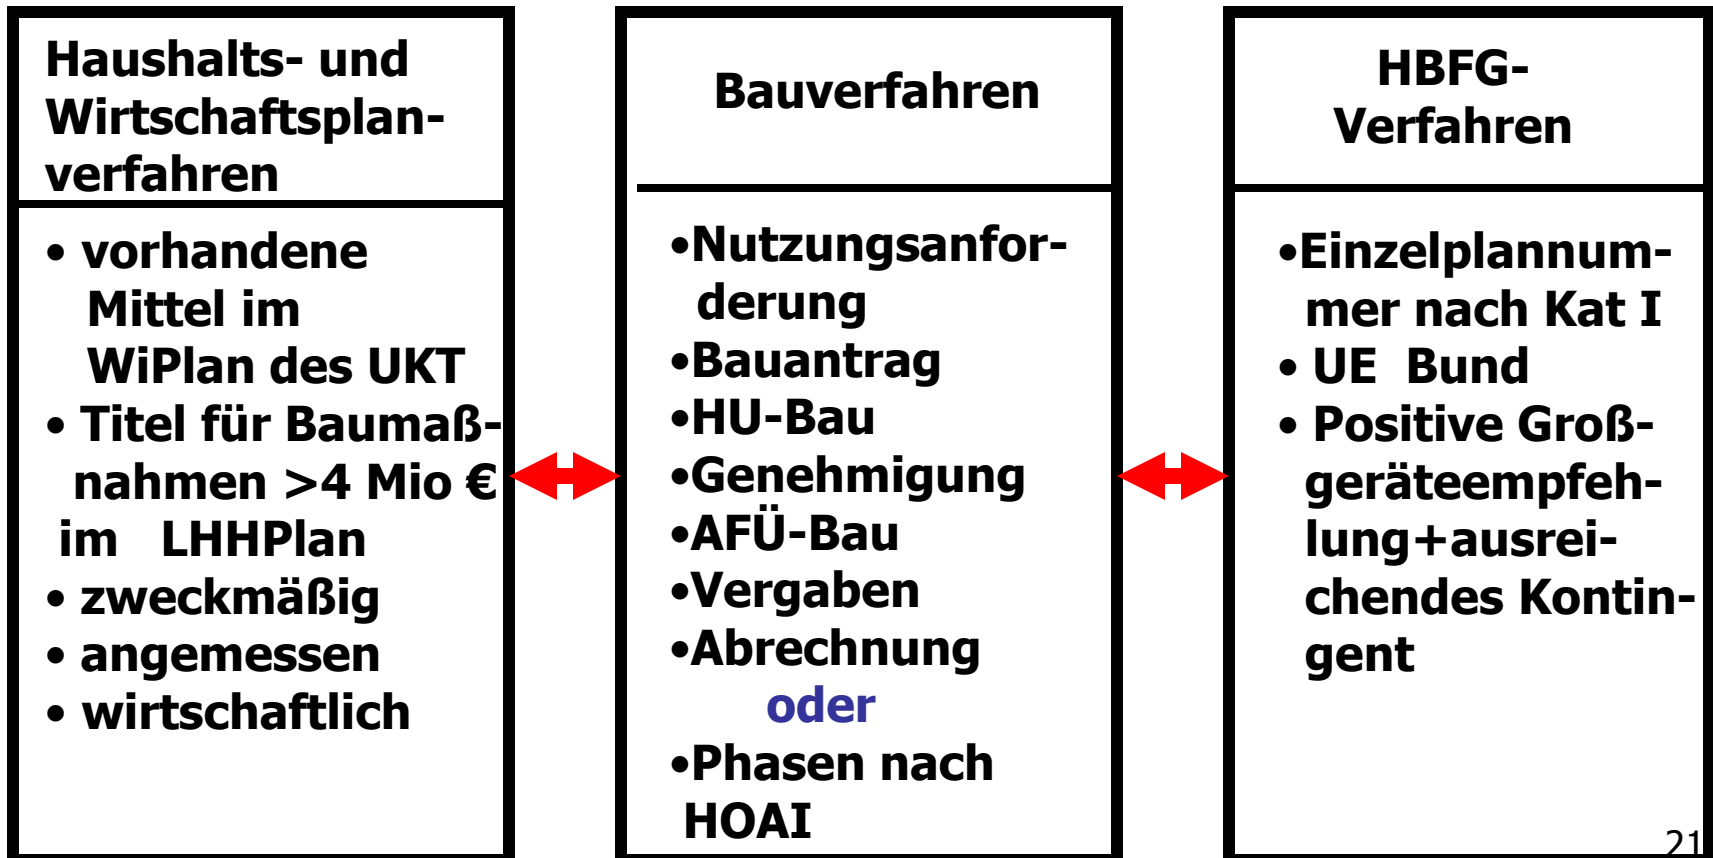 Haushalts- und
Wirtschaftsplan-
verfahren
• vorhandene
Mittel im
WiPlan des UKT
• Titel für Baumaß-
nahmen >4 Mio €
im LHHPlan
• zweckmäßig
• angemessen
• wirtschaftlich
Bauverfahren
•Nutzungsanfor-
derung
•Bauantrag
•HU-Bau
•Genehmigung
•AFÜ-Bau
•Vergaben
•Abrechnung
oder
•Phasen nach
HOAI
HBFG-
Verfahren
•Einzelplannum-
mer nach Kat I
• UE Bund
• Positive Groß-
geräteempfeh-
lung+ausrei-
chendes Kontin-
gent
21